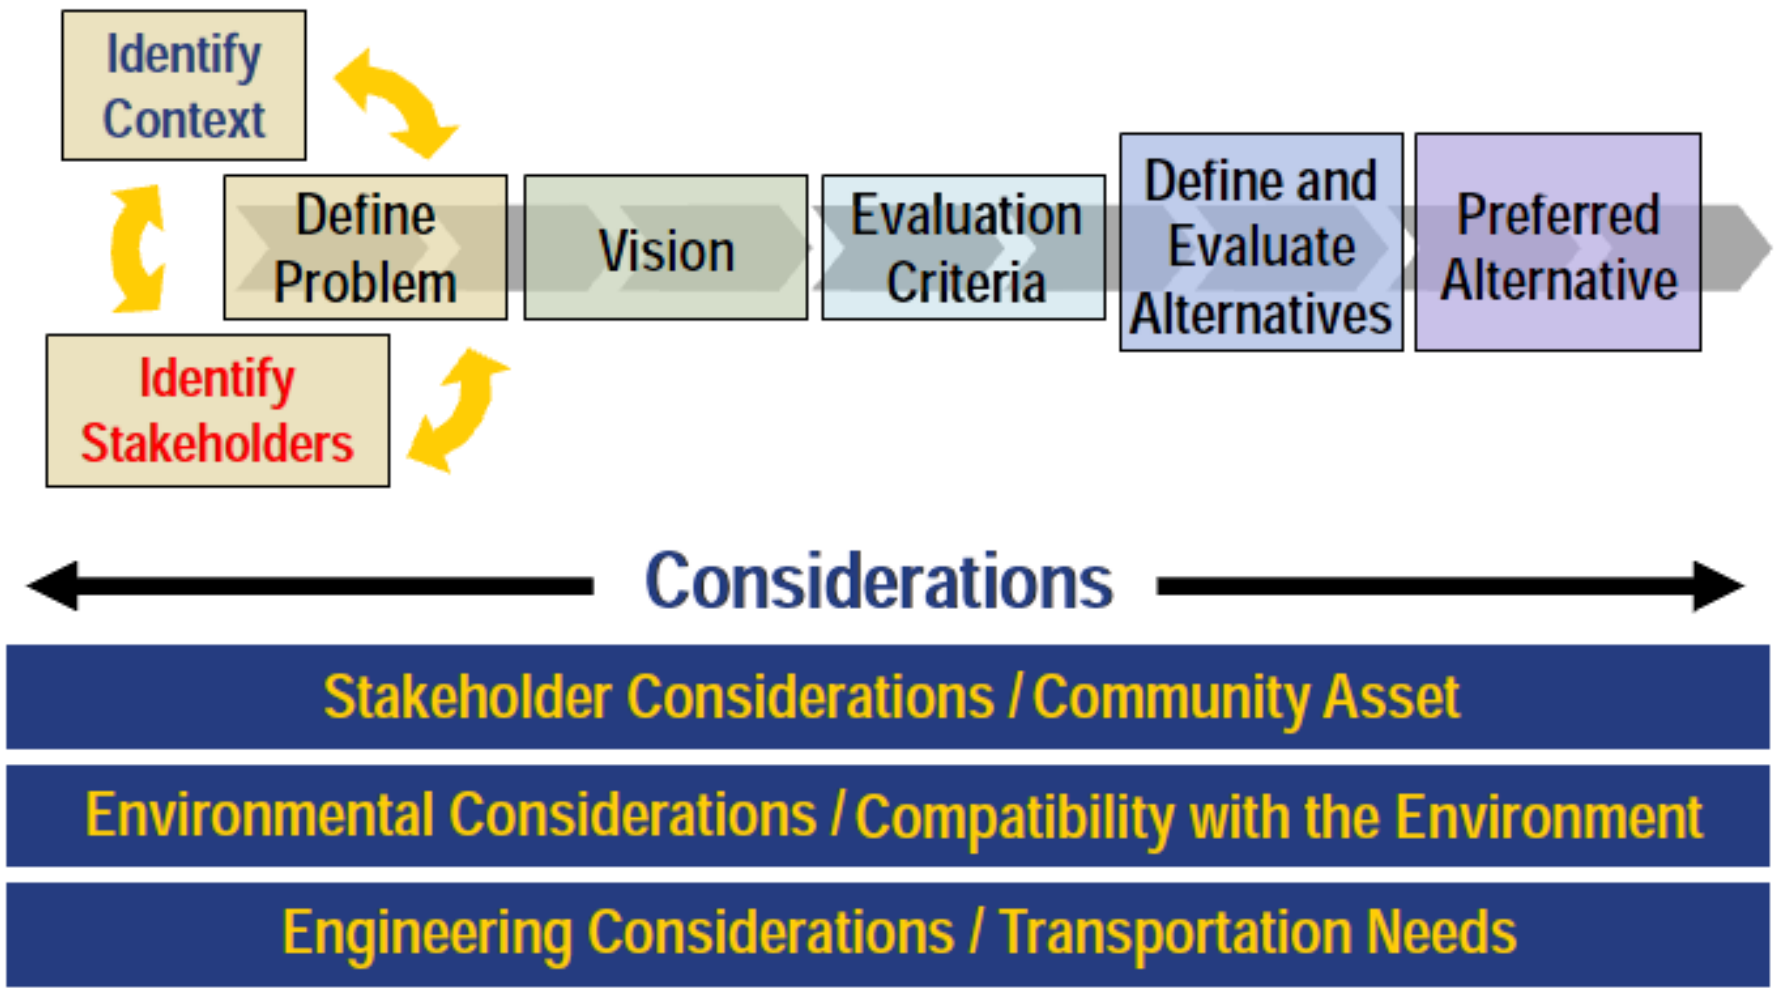 Identify
Context
Define
Problem
Identify
Stakeholders
Vision
Evaluation
Criteria
Define and
Evaluate
Alternatives
Preferred
Alternative
Considerations
Stakeholder Considerations / Community Asset
Environmental Considerations / Compatibility with the Environment
Engineering Considerations / Transportation Needs